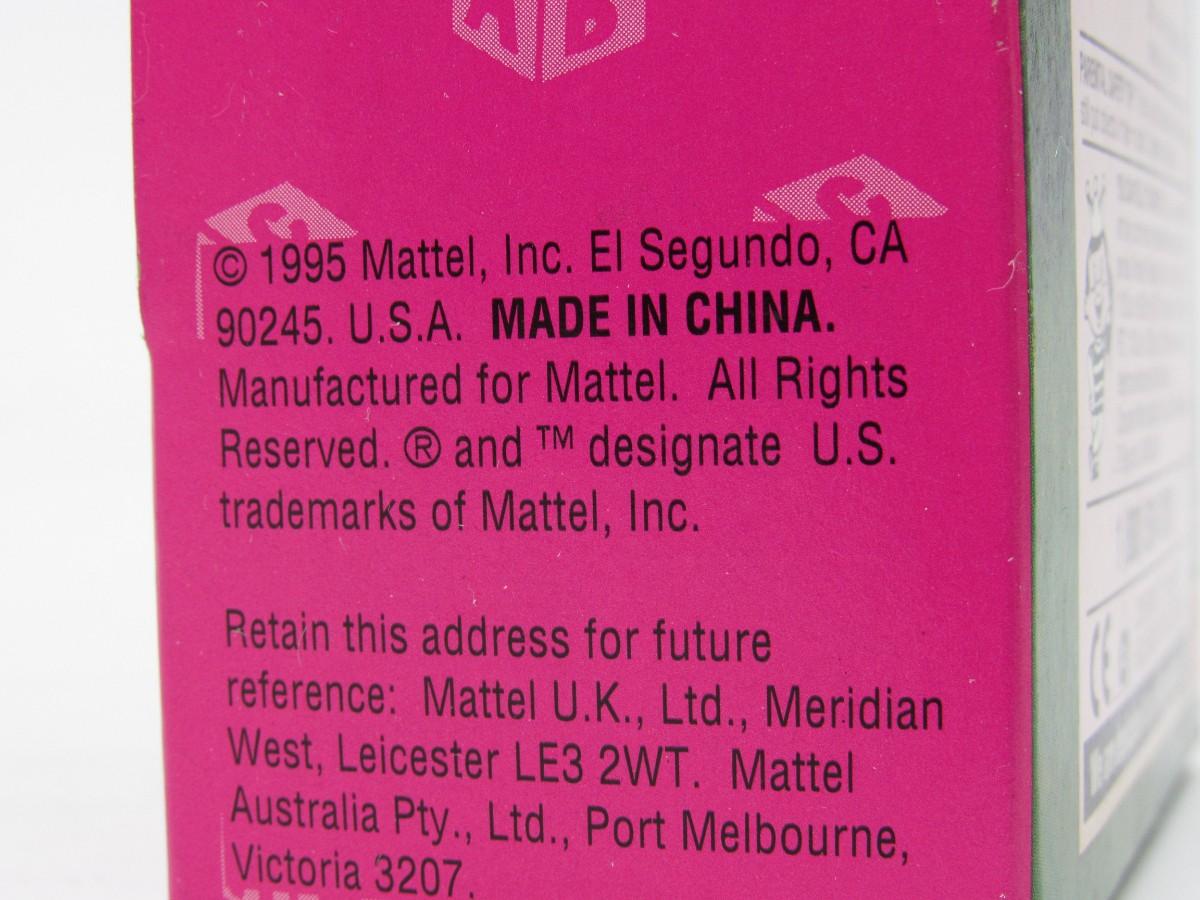 © 1995 Mattel, Inc. El Segundo, CA
90245. U.S.A. MADE IN CHINA.
Manufactured for Mattel. All Rights
Reserved. ® and ™ designate U.S.
trademarks of Mattel, Inc.
Retain this address for future
reference: Mattel U.K., Ltd., Meridian
West, Leicester LE3 2WT. Mattel
Australia Pty., Ltd., Port Melbourne,
Victoria 3207.